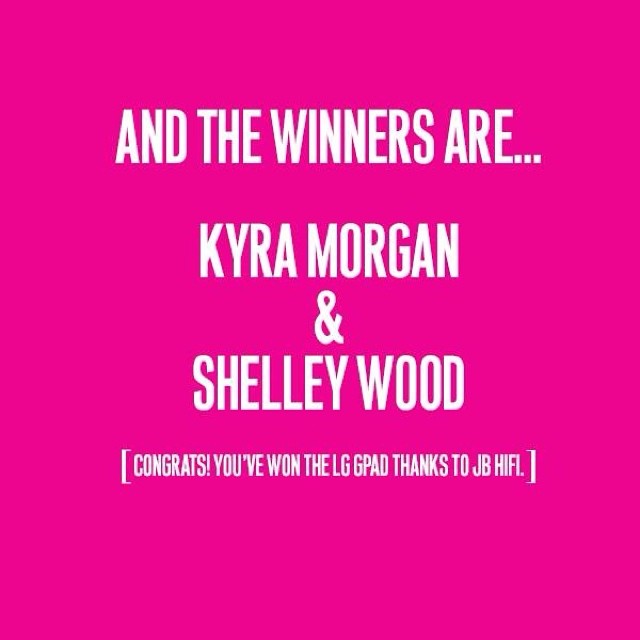 AND THE WINNERS ARE...
KYRA MORGAN
&
SHELLEY WOOD
[ CONGRATS! YOU'VE WON THE LG GPAD THANKS TO JB HIFI. ]